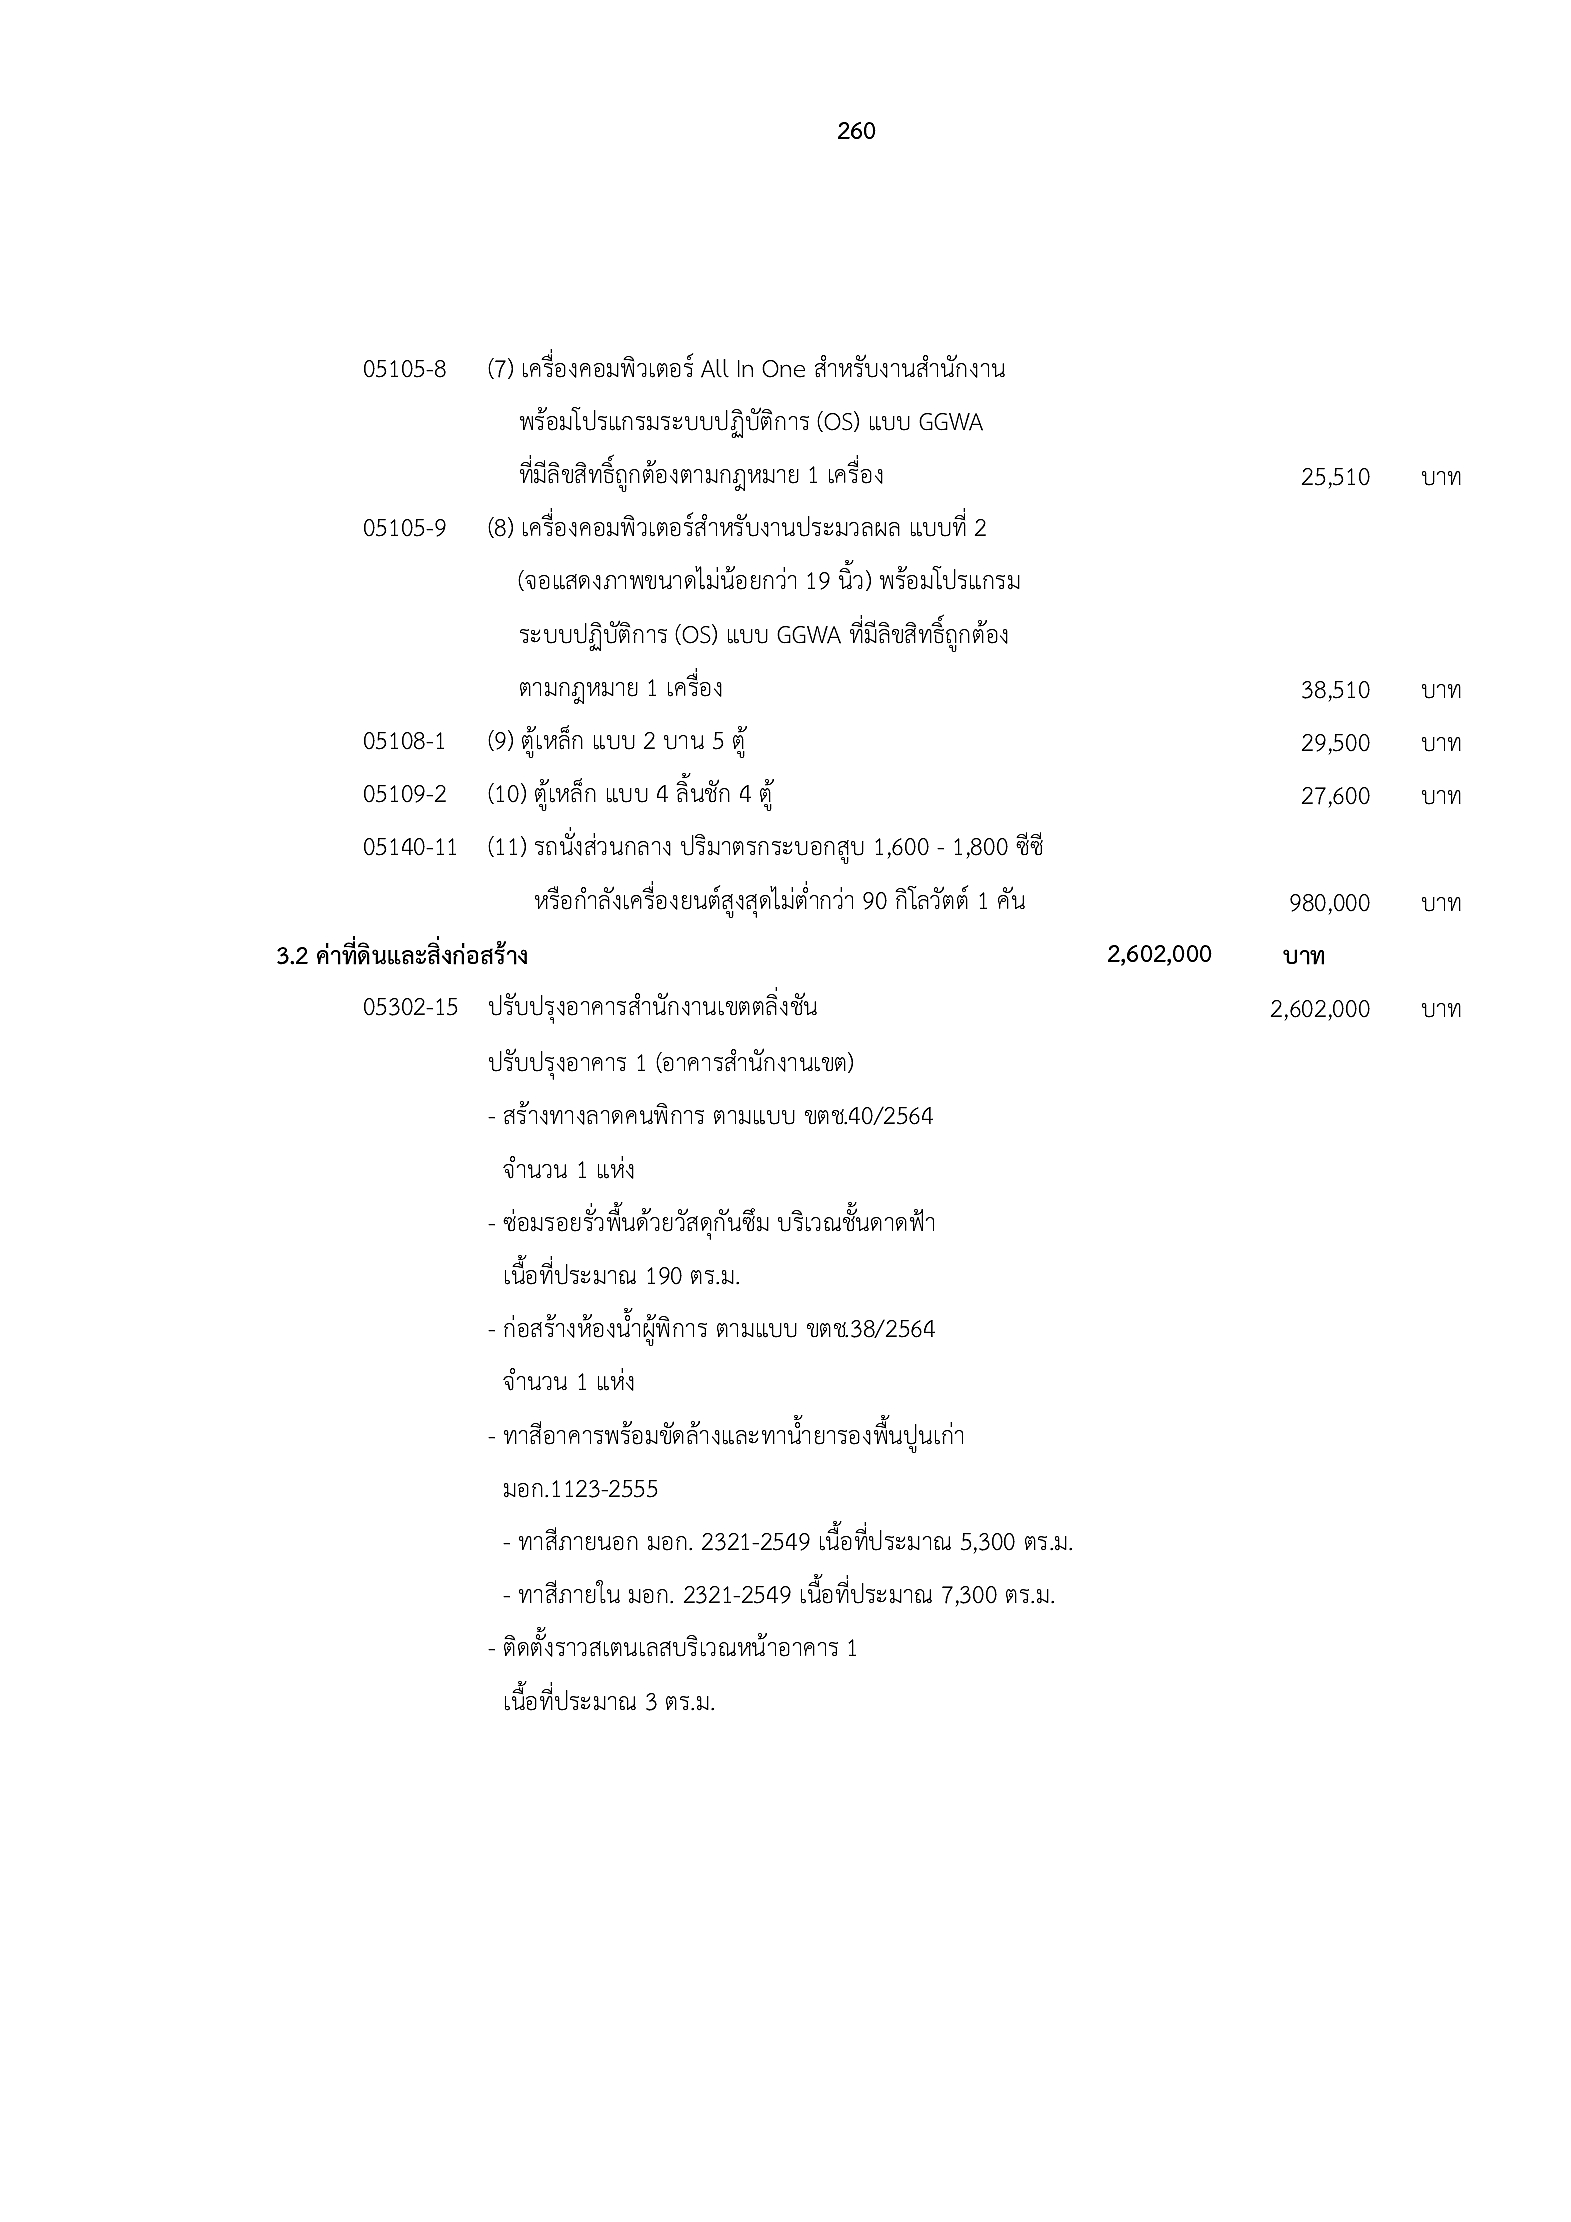 260
05105-8 (7) เครื่องคอมพิวเตอร์ All In One สำหรับงานสำนักงาน
พร้อมโปรแกรมระบบปฏิบัติการ (OS) แบบ GGWA
ที่มีลิขสิทธิ์ถูกต้องตามกฎหมาย 1 เครื่อง 25,510 บาท
05105-9 (8) เครื่องคอมพิวเตอร์สำหรับงานประมวลผล แบบที่ 2
(จอแสดงภาพขนาดไม่น้อยกว่า 19 นิ้ว) พร้อมโปรแกรม
ระบบปฏิบัติการ (OS) แบบ GGWA ที่มีลิขสิทธิ์ถูกต้อง
ตามกฎหมาย 1 เครื่อง 38,510 บาท
05108-1 (9) ตู้เหล็ก แบบ 2 บาน 5 ตู้ 29,500 บาท
05109-2 (10) ตู้เหล็ก แบบ 4 ลิ้นชัก 4 ตู้ 27,600 บาท
05140-11 (11) รถนั่งส่วนกลาง ปริมาตรกระบอกสูบ 1,600 - 1,800 ซีซี
หรือกำลังเครื่องยนต์สูงสุดไม่ต่ำกว่า 90 กิโลวัตต์ 1 คัน 980,000 บาท
3.2 ค่าที่ดินและสิ่งก่อสร้าง 2,602,000 บาท
05302-15 ปรับปรุงอาคารสำนักงานเขตตลิ่งชัน 2,602,000 บาท
ปรับปรุงอาคาร 1 (อาคารสำนักงานเขต)
- สร้างทางลาดคนพิการ ตามแบบ ขตช.40/2564
จำนวน 1 แห่ง
- ซ่อมรอยรั่วพื้นด้วยวัสดุกันซึม บริเวณชั้นดาดฟ้า
เนื้อที่ประมาณ 190 ตร.ม.
- ก่อสร้างห้องน้ำผู้พิการ ตามแบบ ขตช.38/2564
จำนวน 1 แห่ง
- ทาสีอาคารพร้อมขัดล้างและทาน้ำยารองพื้นปูนเก่า
มอก.1123-2555
- ทาสีภายนอก มอก. 2321-2549 เนื้อที่ประมาณ 5,300 ตร.ม.
- ทาสีภายใน มอก. 2321-2549 เนื้อที่ประมาณ 7,300 ตร.ม.
- ติดตั้งราวสเตนเลสบริเวณหน้าอาคาร 1
เนื้อที่ประมาณ 3 ตร.ม.